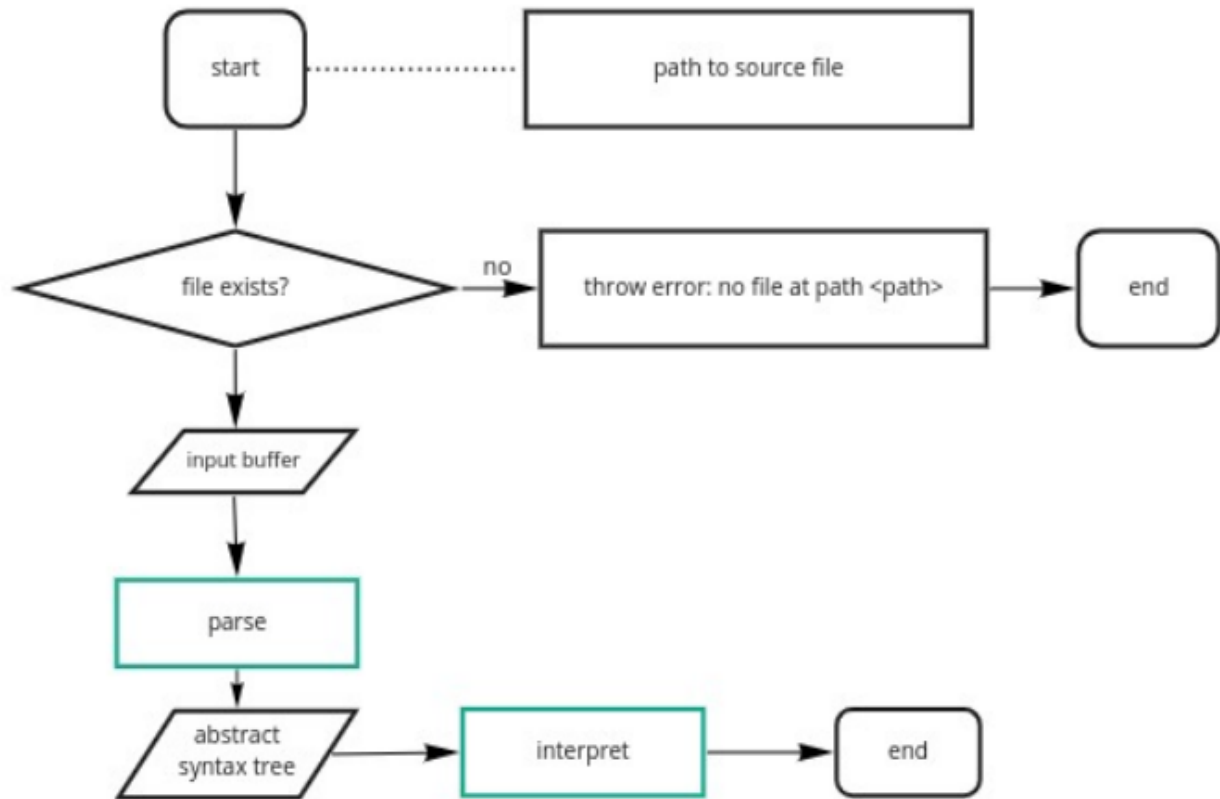 start
path to source file
file exists?
no
throw error: no file at path <path>
end
input buffer
parse
abstract
syntax tree
interpret
end